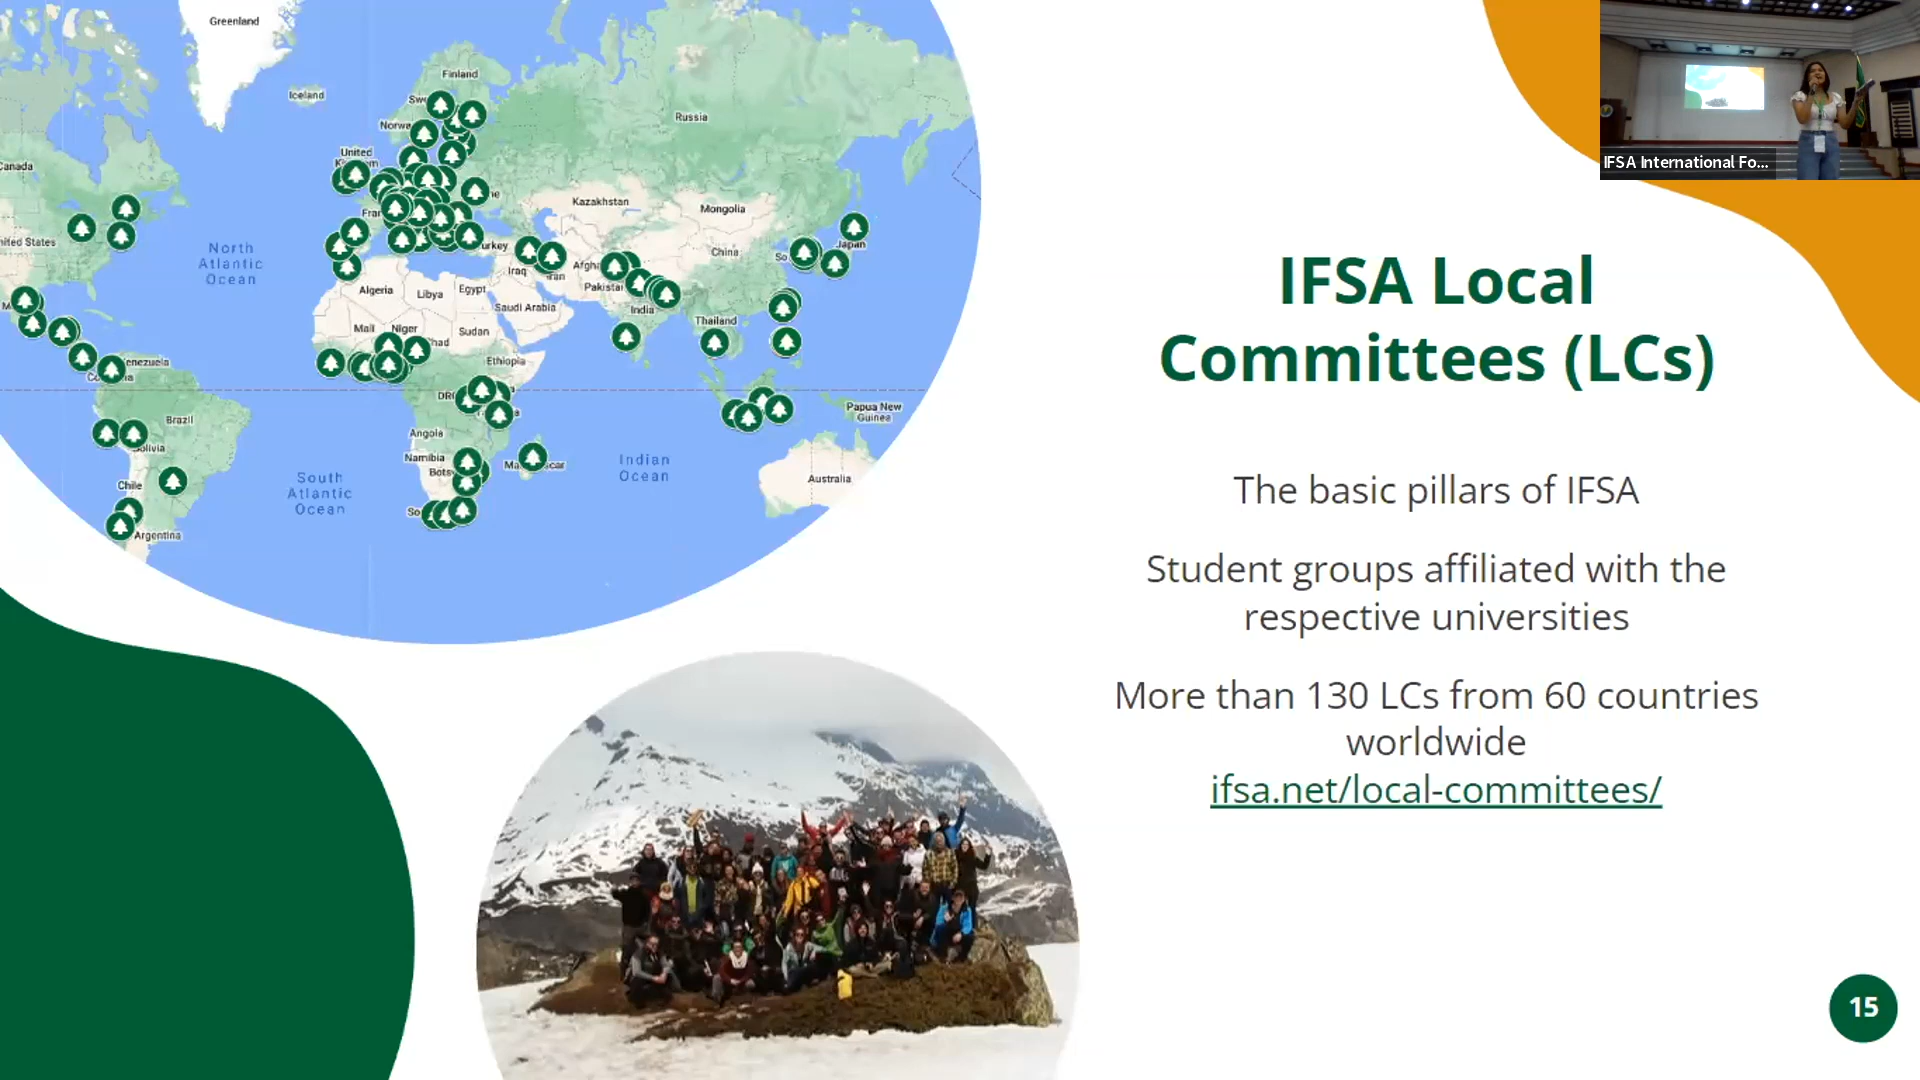 Greenland
Iceland
Finland
Russia
Canada
United
Kazakhstan
Mongolia
China
Japan
North
Atlantic
Ocean
Algeria
Libya
Egypt
Iraq
Saudi Arabia
India
Thailand
Mali
Niger
Sudan
Ethiopia
Brazil
Angola
Namibia
Papua New
Guinea
Chile
Argentina
South
Atlantic
Ocean
Indian
Ocean
Australia
IFSA International Fo...
IFSA Local
Committees (LCs)
The basic pillars of IFSA
Student groups affiliated with the
respective universities
More than 130 LCs from 60 countries
worldwide
ifsa.net/local-committees/
15